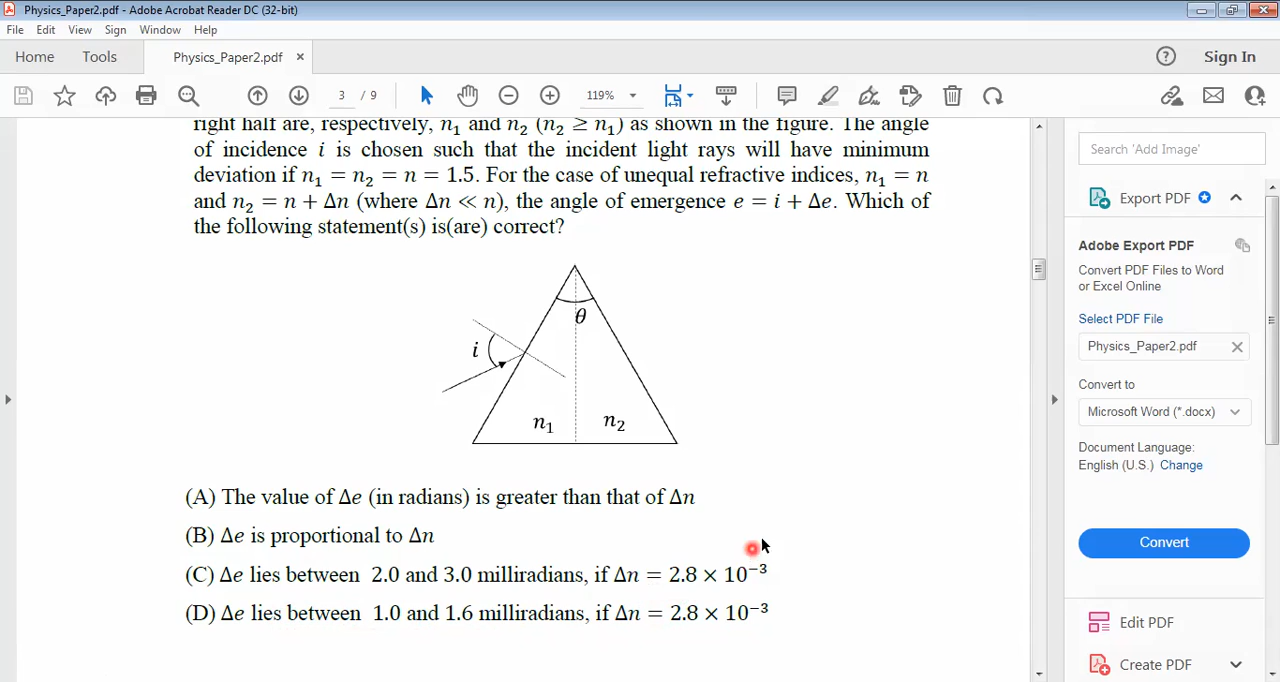 Physics_Paper2.pdf - Adobe Acrobat Reader DC (32-bit)
File Edit View Sign Window Help
Home Tools Physics_Paper2.pdf × Sign In
3 / 9 119%
right half are, respectively, n₁ and n₂ (n₂ ≥ n₁) as shown in the figure. The angle
of incidence i is chosen such that the incident light rays will have minimum
deviation if n₁ = n₂ = n = 1.5. For the case of unequal refractive indices, n₁ = n
and n₂ = n + Δn (where Δn ≪ n), the angle of emergence e = i + Δe. Which of
the following statement(s) is(are) correct?
θ
i
n₁ n₂
(A) The value of Δe (in radians) is greater than that of Δn
(B) Δe is proportional to Δn
(C) Δe lies between 2.0 and 3.0 milliradians, if Δn = 2.8 × 10⁻³
(D) Δe lies between 1.0 and 1.6 milliradians, if Δn = 2.8 × 10⁻³
Search 'Add Image'
Export PDF
Adobe Export PDF
Convert PDF Files to Word
or Excel Online
Select PDF File
Physics_Paper2.pdf
Convert to
Microsoft Word (*.docx)
Document Language:
English (U.S.) Change
Convert
Edit PDF
Create PDF